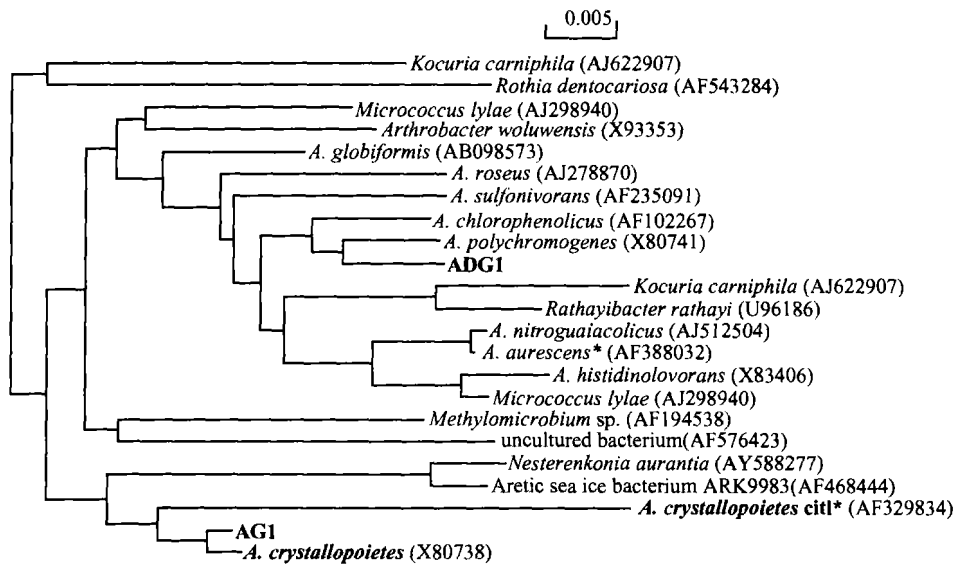 0.005
Kocuria carniphila (AJ622907)
Rothia dentocariosa (AF543284)
Micrococcus lylae (AJ298940)
Arthrobacter woluwensis (X93353)
A. globiformis (AB098573)
A. roseus (AJ278870)
A. sulfonivorans (AF235091)
A. chlorophenolicus (AF102267)
A. polychromogenes (X80741)
ADG1
Kocuria carniphila (AJ622907)
Rathayibacter rathayi (U96186)
A. nitroguaiacolicus (AJ512504)
A. aurescens* (AF388032)
A. histidinolovorans (X83406)
Micrococcus lylae (AJ298940)
Methylomicrobium sp. (AF194538)
uncultured bacterium(AF576423)
Nesterenkonia aurantia (AY588277)
Aretic sea ice bacterium ARK9983(AF468444)
A. crystallopoietes citl* (AF329834)
AG1
A. crystallopoietes (X80738)